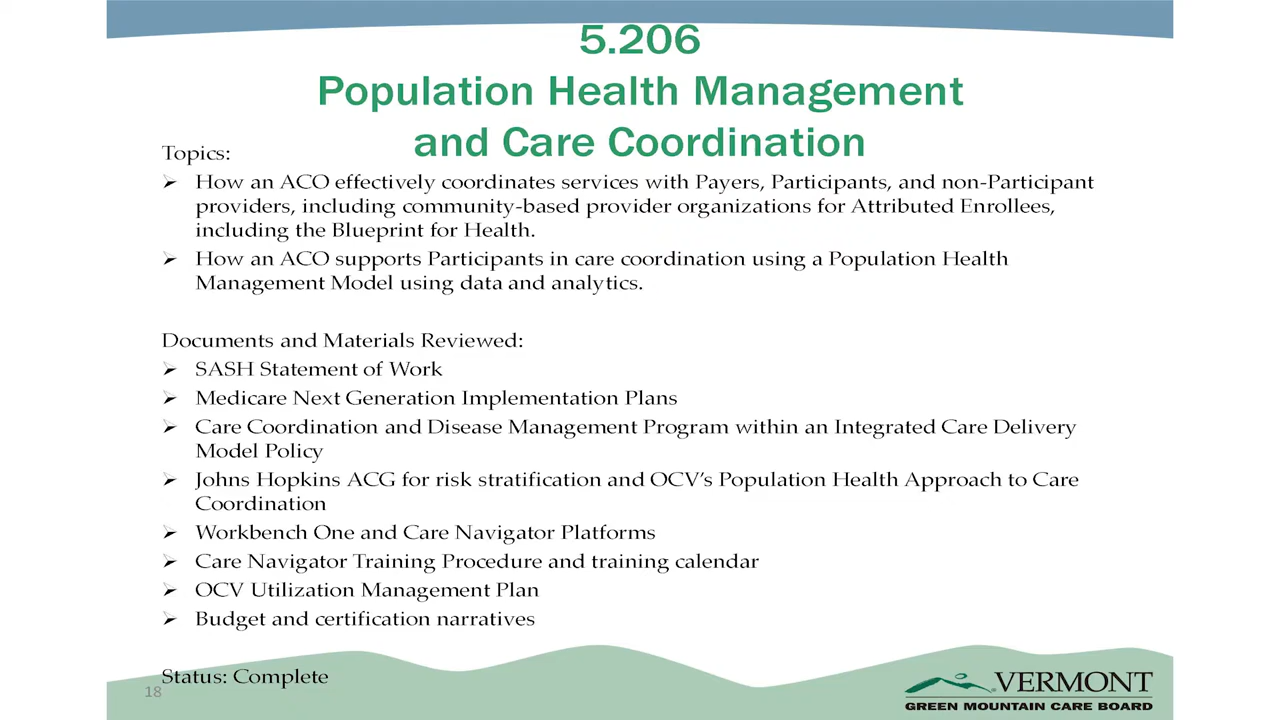 5.206
Population Health Management
and Care Coordination
Topics:
➢ How an ACO effectively coordinates services with Payers, Participants, and non-Participant
providers, including community-based provider organizations for Attributed Enrollees,
including the Blueprint for Health.
➢ How an ACO supports Participants in care coordination using a Population Health
Management Model using data and analytics.
Documents and Materials Reviewed:
➢ SASH Statement of Work
➢ Medicare Next Generation Implementation Plans
➢ Care Coordination and Disease Management Program within an Integrated Care Delivery
Model Policy
➢ Johns Hopkins ACG for risk stratification and OCV’s Population Health Approach to Care
Coordination
➢ Workbench One and Care Navigator Platforms
➢ Care Navigator Training Procedure and training calendar
➢ OCV Utilization Management Plan
➢ Budget and certification narratives
Status: Complete
18
VERMONT
GREEN MOUNTAIN CARE BOARD